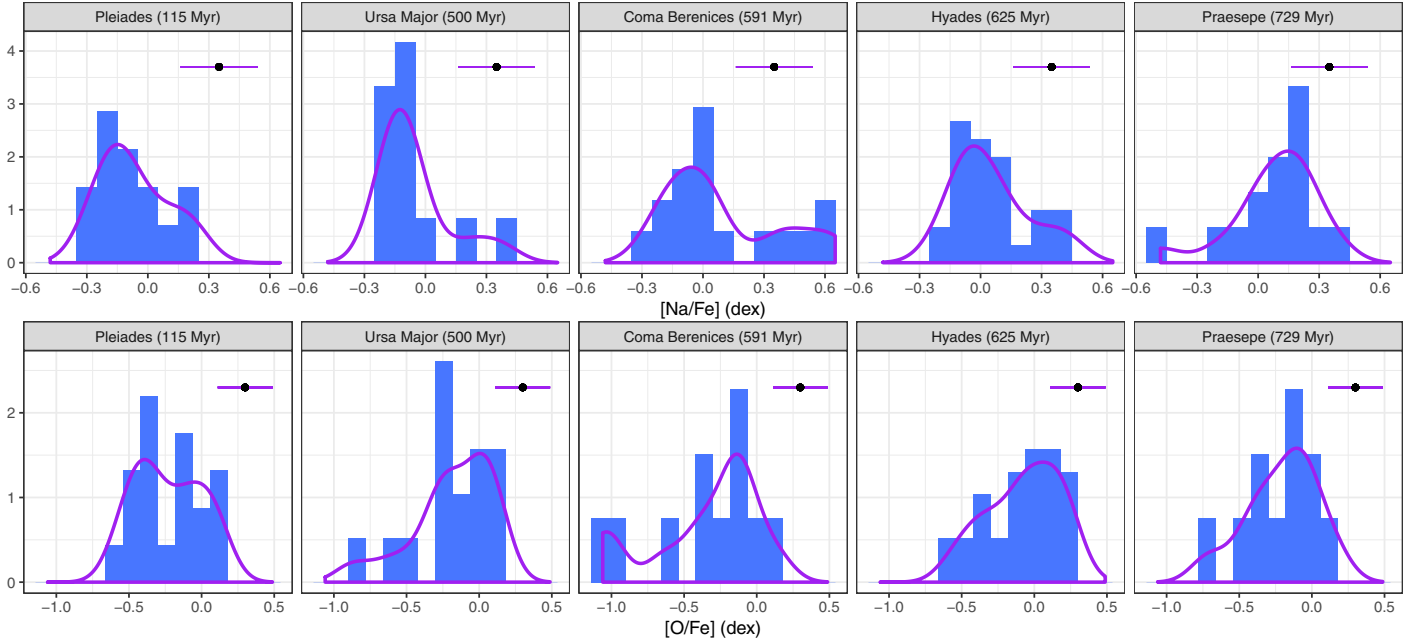 Pleiades (115 Myr) Ursa Major (500 Myr) Coma Berenices (591 Myr) Hyades (625 Myr) Praesepe (729 Myr)
4
3
2
1
0
−0.6 −0.3 0.0 0.3 0.6 −0.6 −0.3 0.0 0.3 0.6 −0.6 −0.3 0.0 0.3 0.6 −0.6 −0.3 0.0 0.3 0.6 −0.6 −0.3 0.0 0.3 0.6
[Na/Fe] (dex)
Pleiades (115 Myr) Ursa Major (500 Myr) Coma Berenices (591 Myr) Hyades (625 Myr) Praesepe (729 Myr)
2
1
0
−1.0 −0.5 0.0 0.5 −1.0 −0.5 0.0 0.5 −1.0 −0.5 0.0 0.5 −1.0 −0.5 0.0 0.5 −1.0 −0.5 0.0 0.5
[O/Fe] (dex)